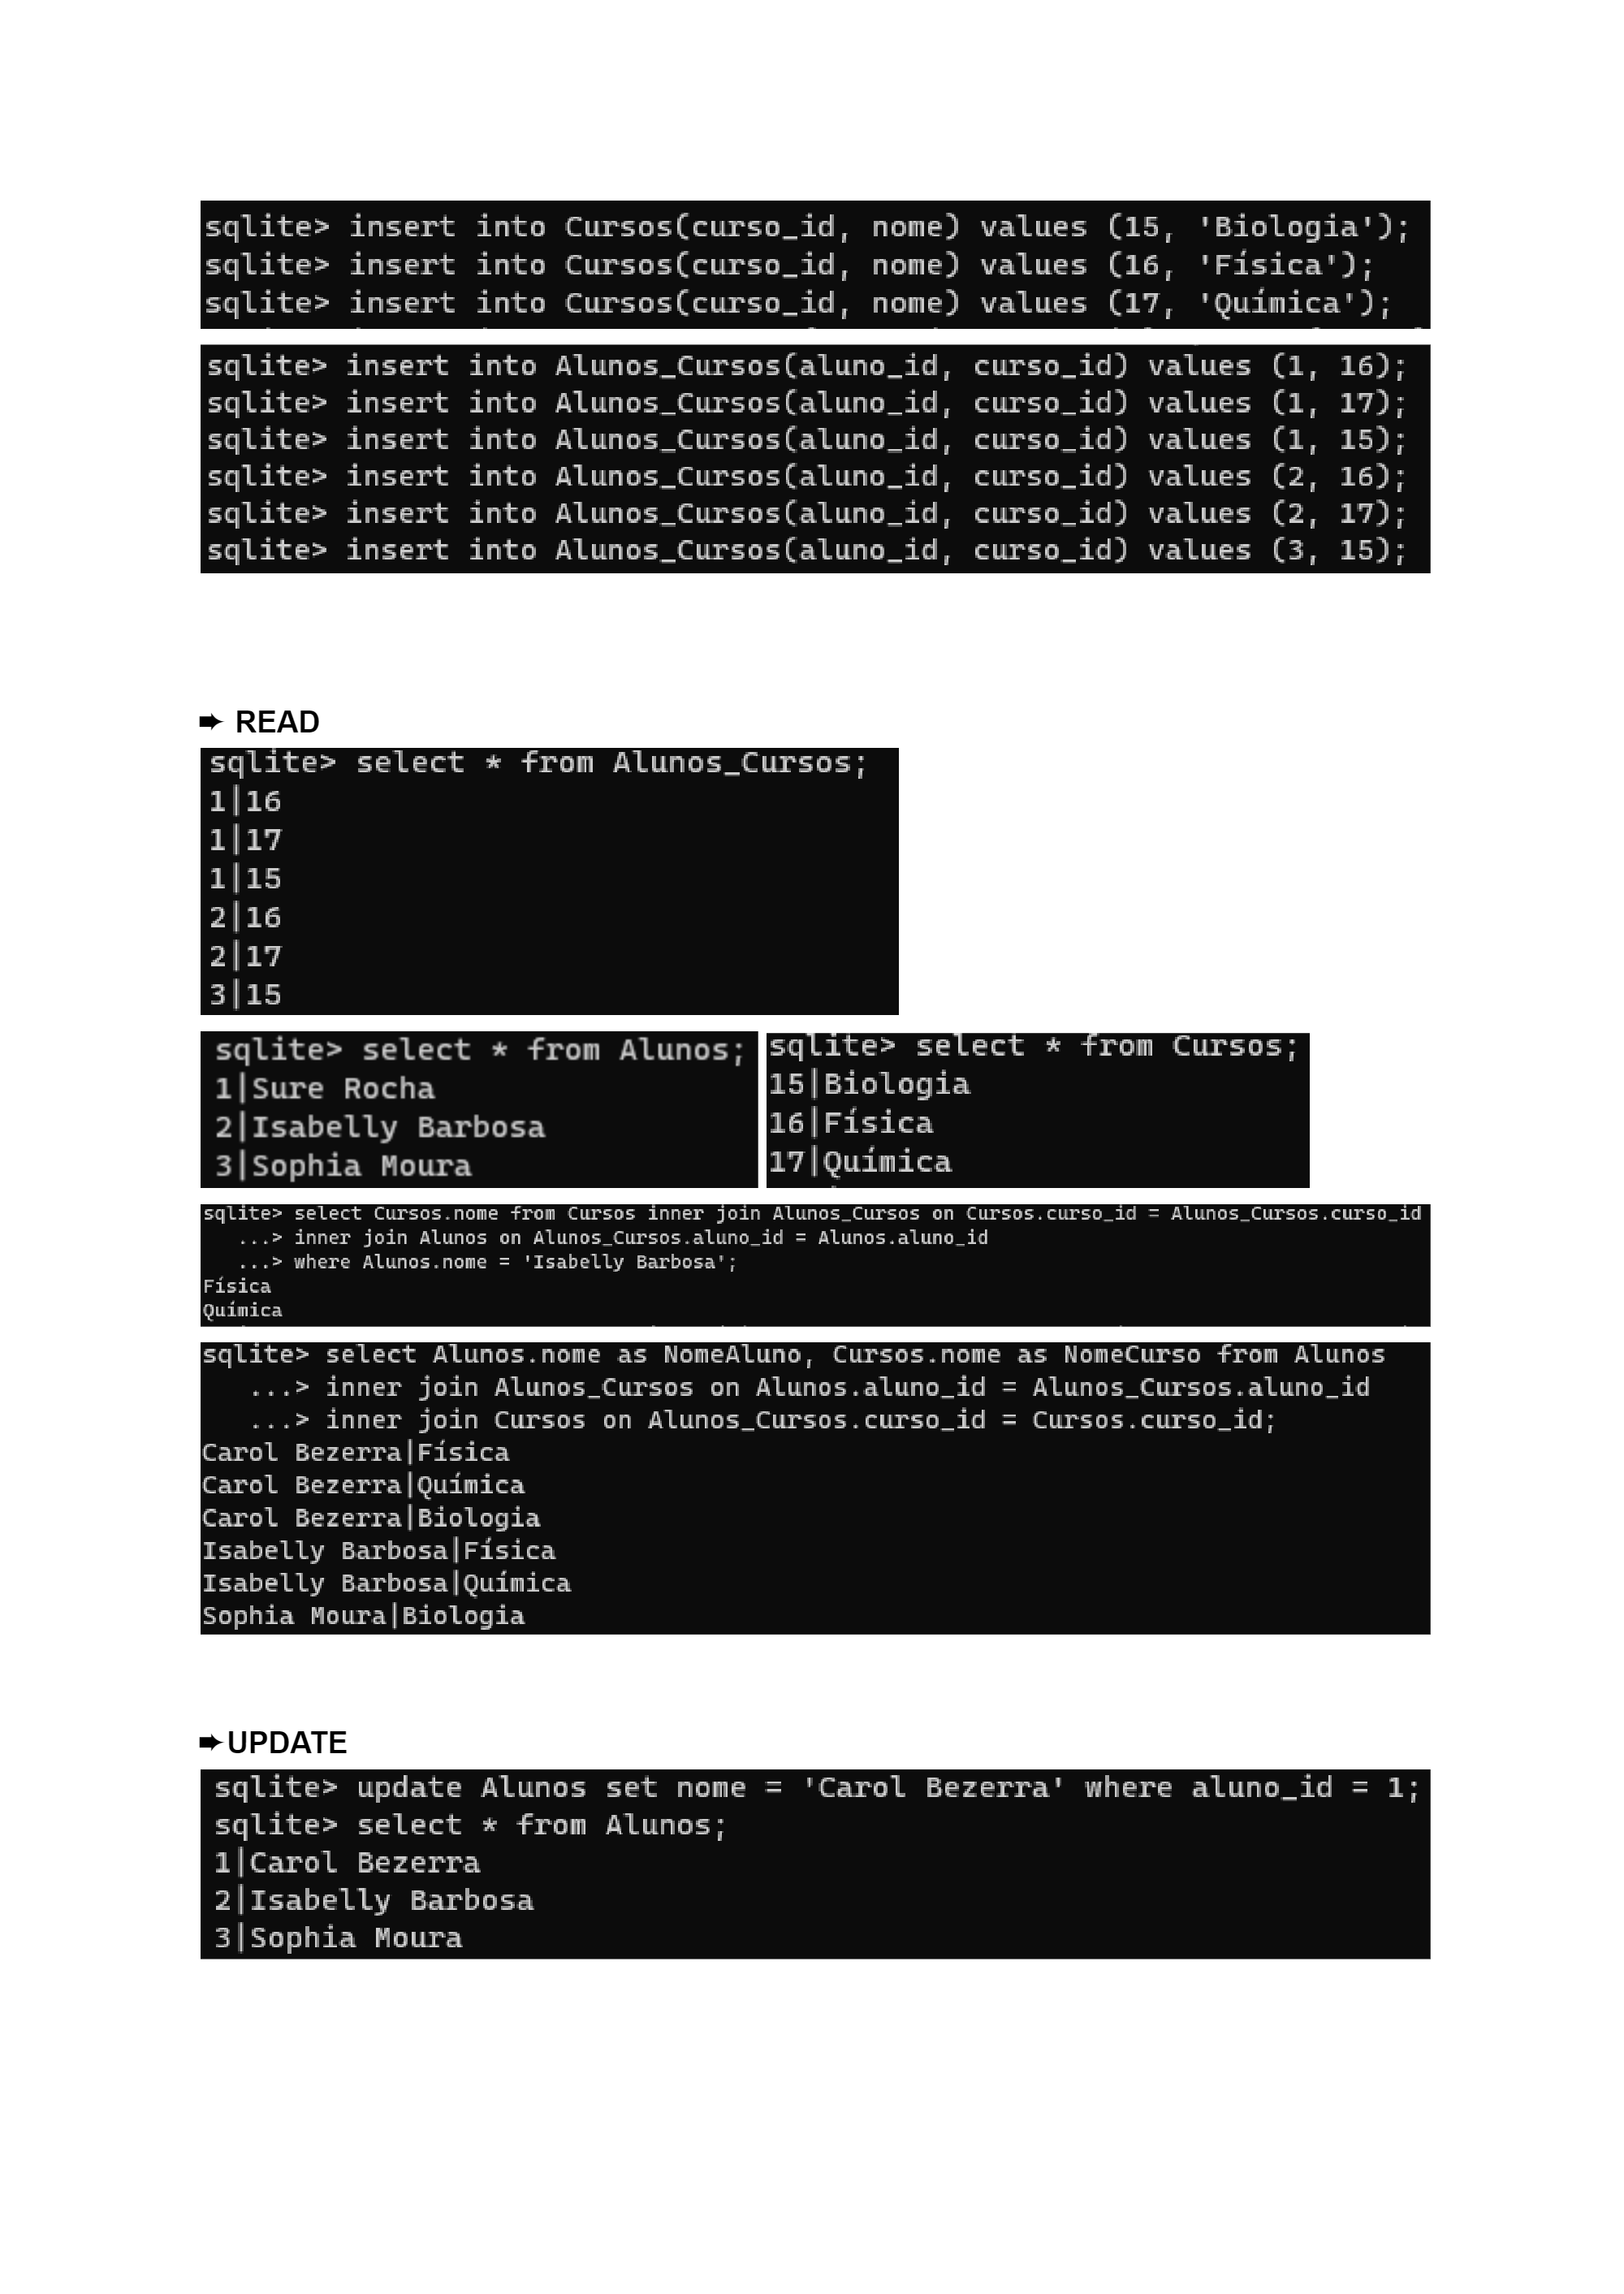 sqlite> insert into Cursos(curso_id, nome) values (15, 'Biologia');
sqlite> insert into Cursos(curso_id, nome) values (16, 'Física');
sqlite> insert into Cursos(curso_id, nome) values (17, 'Química');
sqlite> insert into Alunos_Cursos(aluno_id, curso_id) values (1, 16);
sqlite> insert into Alunos_Cursos(aluno_id, curso_id) values (1, 17);
sqlite> insert into Alunos_Cursos(aluno_id, curso_id) values (1, 15);
sqlite> insert into Alunos_Cursos(aluno_id, curso_id) values (2, 16);
sqlite> insert into Alunos_Cursos(aluno_id, curso_id) values (2, 17);
sqlite> insert into Alunos_Cursos(aluno_id, curso_id) values (3, 15);
➨ READ
sqlite> select * from Alunos_Cursos;
1|16
1|17
1|15
2|16
2|17
3|15
sqlite> select * from Alunos;
1|Sure Rocha
2|Isabelly Barbosa
3|Sophia Moura
sqlite> select * from Cursos;
15|Biologia
16|Física
17|Química
sqlite> select Cursos.nome from Cursos inner join Alunos_Cursos on Cursos.curso_id = Alunos_Cursos.curso_id
...> inner join Alunos on Alunos_Cursos.aluno_id = Alunos.aluno_id
...> where Alunos.nome = 'Isabelly Barbosa';
Física
Química
sqlite> select Alunos.nome as NomeAluno, Cursos.nome as NomeCurso from Alunos
...> inner join Alunos_Cursos on Alunos.aluno_id = Alunos_Cursos.aluno_id
...> inner join Cursos on Alunos_Cursos.curso_id = Cursos.curso_id;
Carol Bezerra|Física
Carol Bezerra|Química
Carol Bezerra|Biologia
Isabelly Barbosa|Física
Isabelly Barbosa|Química
Sophia Moura|Biologia
➨UPDATE
sqlite> update Alunos set nome = 'Carol Bezerra' where aluno_id = 1;
sqlite> select * from Alunos;
1|Carol Bezerra
2|Isabelly Barbosa
3|Sophia Moura